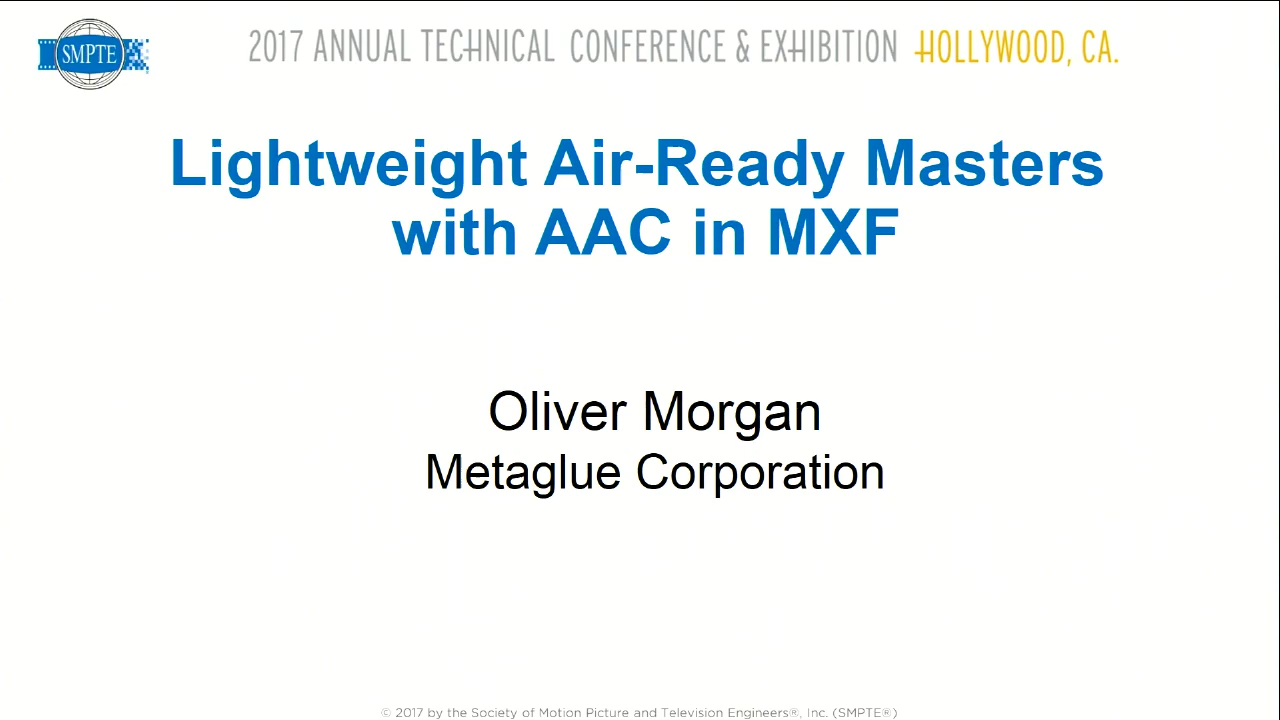 SMPTE
2017 ANNUAL TECHNICAL CONFERENCE & EXHIBITION HOLLYWOOD, CA.
Lightweight Air-Ready Masters
with AAC in MXF
Oliver Morgan
Metaglue Corporation
© 2017 by the Society of Motion Picture and Television Engineers®, Inc. (SMPTE®)